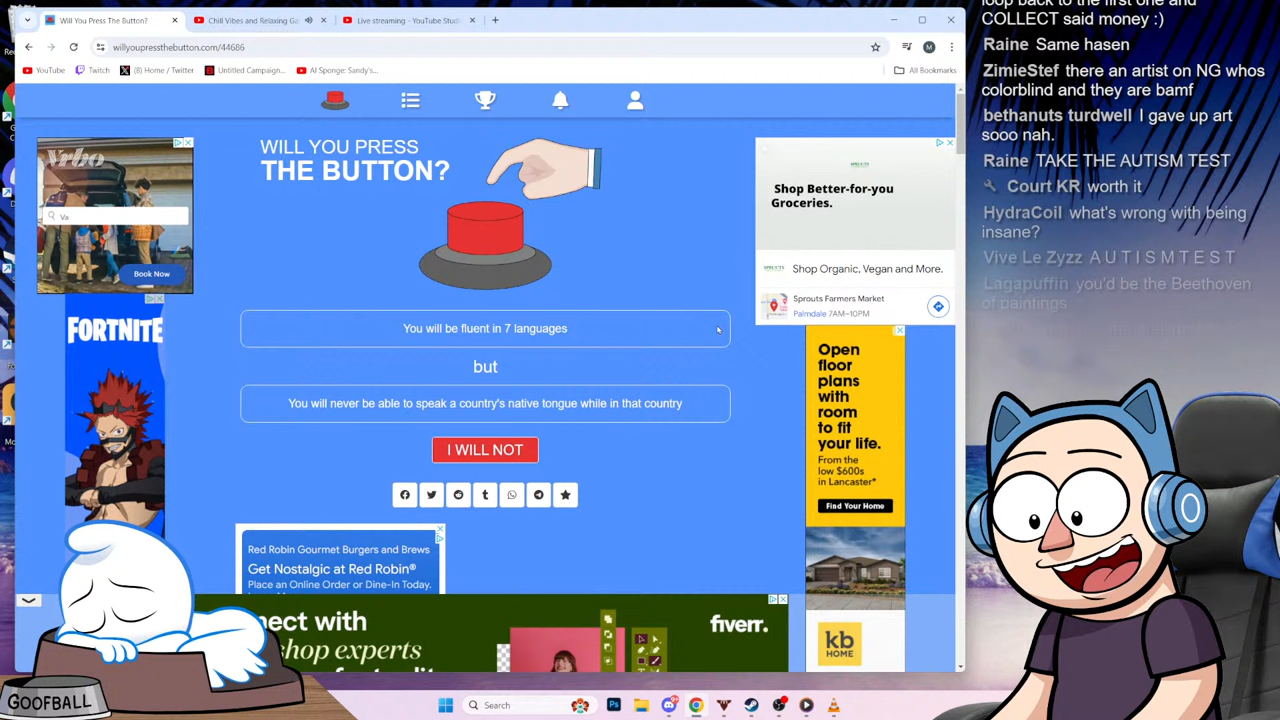 Will You Press The Button?
Chill Vibes and Relaxing Ga
Live streaming - YouTube Studi
willyoupressthebutton.com/44686
M
YouTube
Twitch
(8) Home / Twitter
Untitled Campaign...
AI Sponge: Sandy's...
All Bookmarks
Vrbo
Va
Book Now
FORTNITE
WILL YOU PRESS
THE BUTTON?
You will be fluent in 7 languages
but
You will never be able to speak a country's native tongue while in that country
I WILL NOT
Red Robin Gourmet Burgers and Brews
Get Nostalgic at Red Robin®
Place an Online Order or Dine-In Today.
nect with
shop experts
fiverr.
Shop Better-for-you
Groceries.
Shop Organic, Vegan and More.
Sprouts Farmers Market
Palmdale 7AM–10PM
Open
floor
plans
with
room
to fit
your life.
From the
low $600s
in Lancaster*
Find Your Home
kb
HOME
GOOFBALL
Search
loop back to the first one and
COLLECT said money :)
Raine Same hasen
ZimieStef there an artist on NG whos
colorblind and they are bamf
bethanuts turdwell I gave up art
sooo nah.
Raine TAKE THE AUTISM TEST
Court KR worth it
HydraCoil what's wrong with being
insane?
Vive Le Zyzz A U T I S M T E S T
Lagapuffin you'd be the Beethoven
of paintings